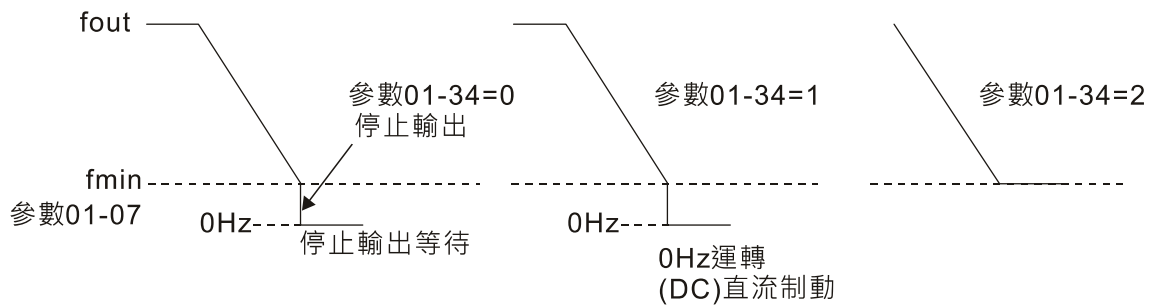 fout
參數01-34=0
停止輸出
fmin
參數01-07
0Hz
停止輸出等待
參數01-34=1
0Hz
0Hz運轉
(DC)直流制動
參數01-34=2